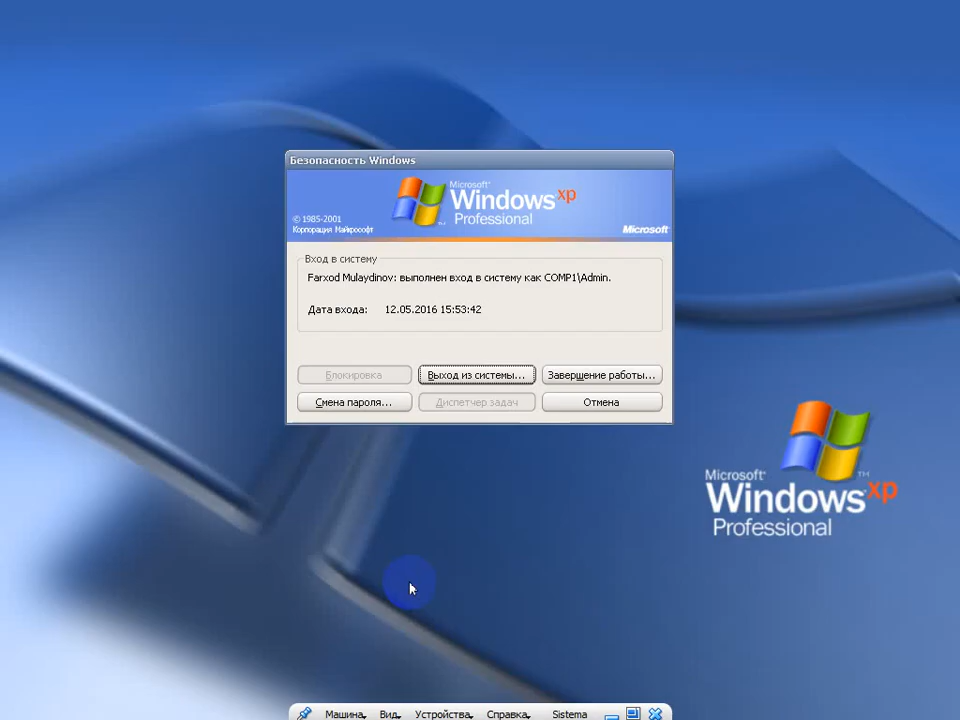 Безопасность Windows
Microsoft®
Windows xp
Professional
© 1985-2001
Корпорация Майкрософт
Microsoft®
Вход в систему
Farxod Mulaydinov: выполнен вход в систему как COMP1\Admin.
Дата входа: 12.05.2016 15:53:42
Блокировка Выход из системы... Завершение работы...
Смена пароля... Диспетчер задач Отмена
Microsoft®
Windows xp™
Professional
Машина Вид Устройства Справка Sistema